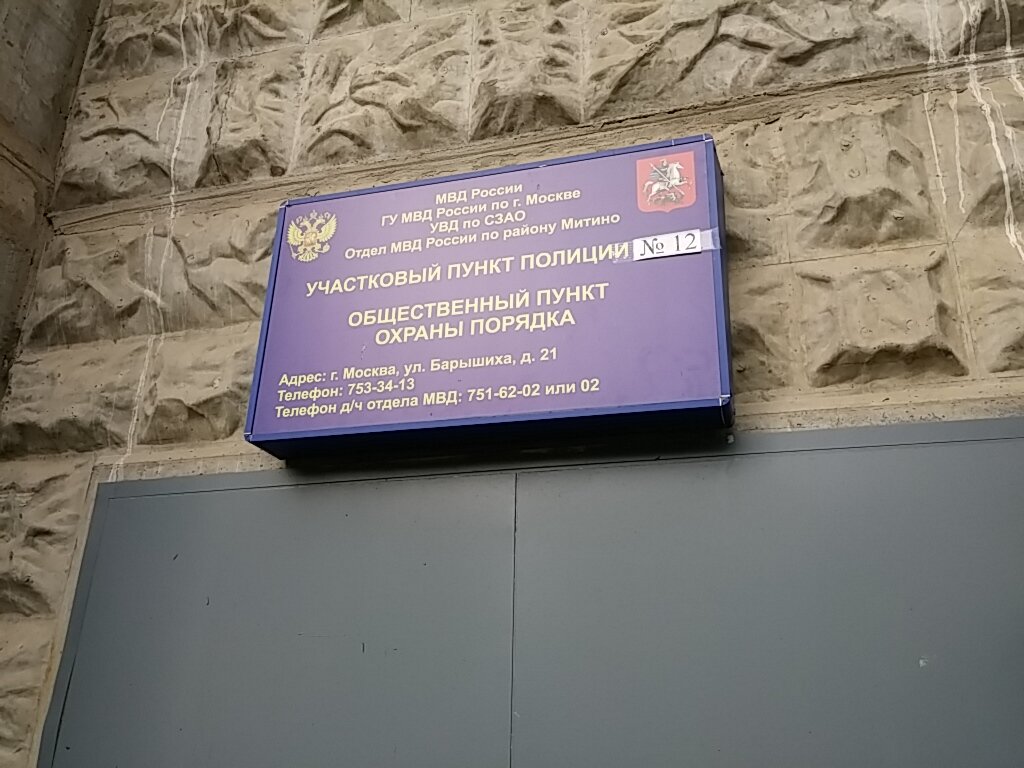 МВД России
ГУ МВД России по г. Москве
УВД по СЗАО
Отдел МВД России по району Митино
УЧАСТКОВЫЙ ПУНКТ ПОЛИЦИИ № 12
ОБЩЕСТВЕННЫЙ ПУНКТ
ОХРАНЫ ПОРЯДКА
Адрес: г. Москва, ул. Барышиха, д. 21
Телефон: 753-34-13
Телефон д/ч отдела МВД: 751-62-02 или 02